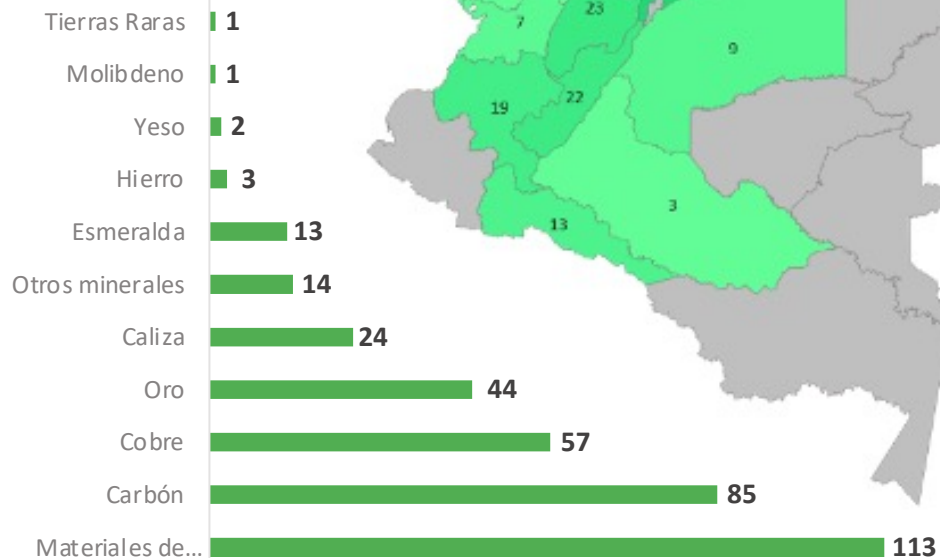 Tierras Raras 1
Molibdeno 1
Yeso 2
Hierro 3
Esmeralda 13
Otros minerales 14
Caliza 24
Oro 44
Cobre 57
Carbón 85
Materiales de... 113
23
7
9
22
19
3
13